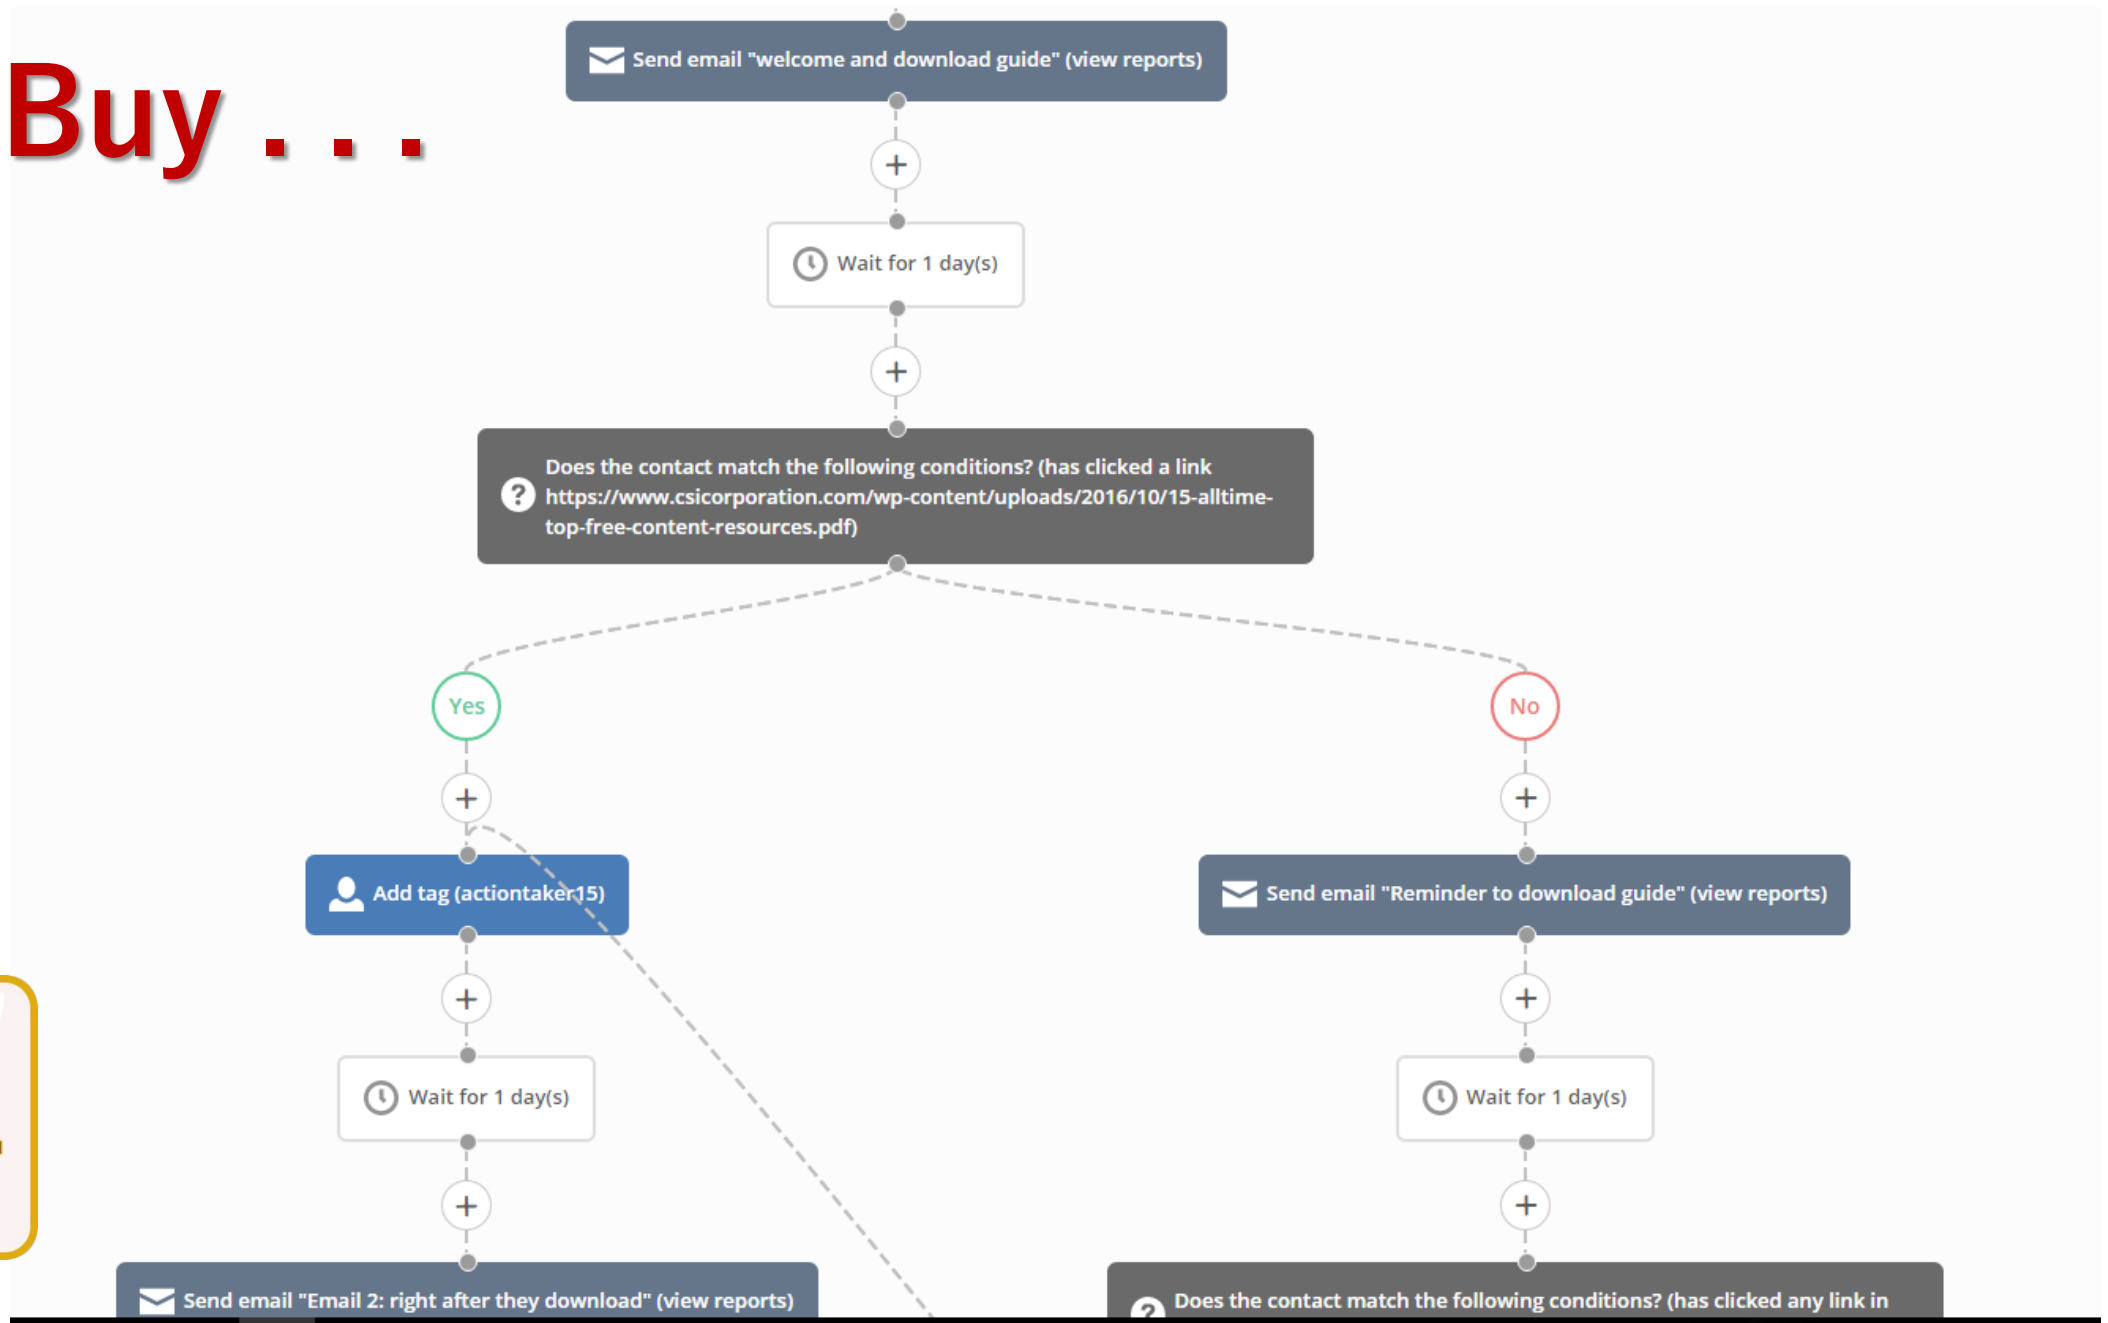 Send email "welcome and download guide" (view reports)
Buy . . .
Wait for 1 day(s)
Does the contact match the following conditions? (has clicked a link
https://www.csicorporation.com/wp-content/uploads/2016/10/15-alltime-
top-free-content-resources.pdf)
Yes
No
Add tag (actiontaker15)
Send email "Reminder to download guide" (view reports)
Wait for 1 day(s)
Wait for 1 day(s)
Send email "Email 2: right after they download" (view reports)
Does the contact match the following conditions? (has clicked any link in